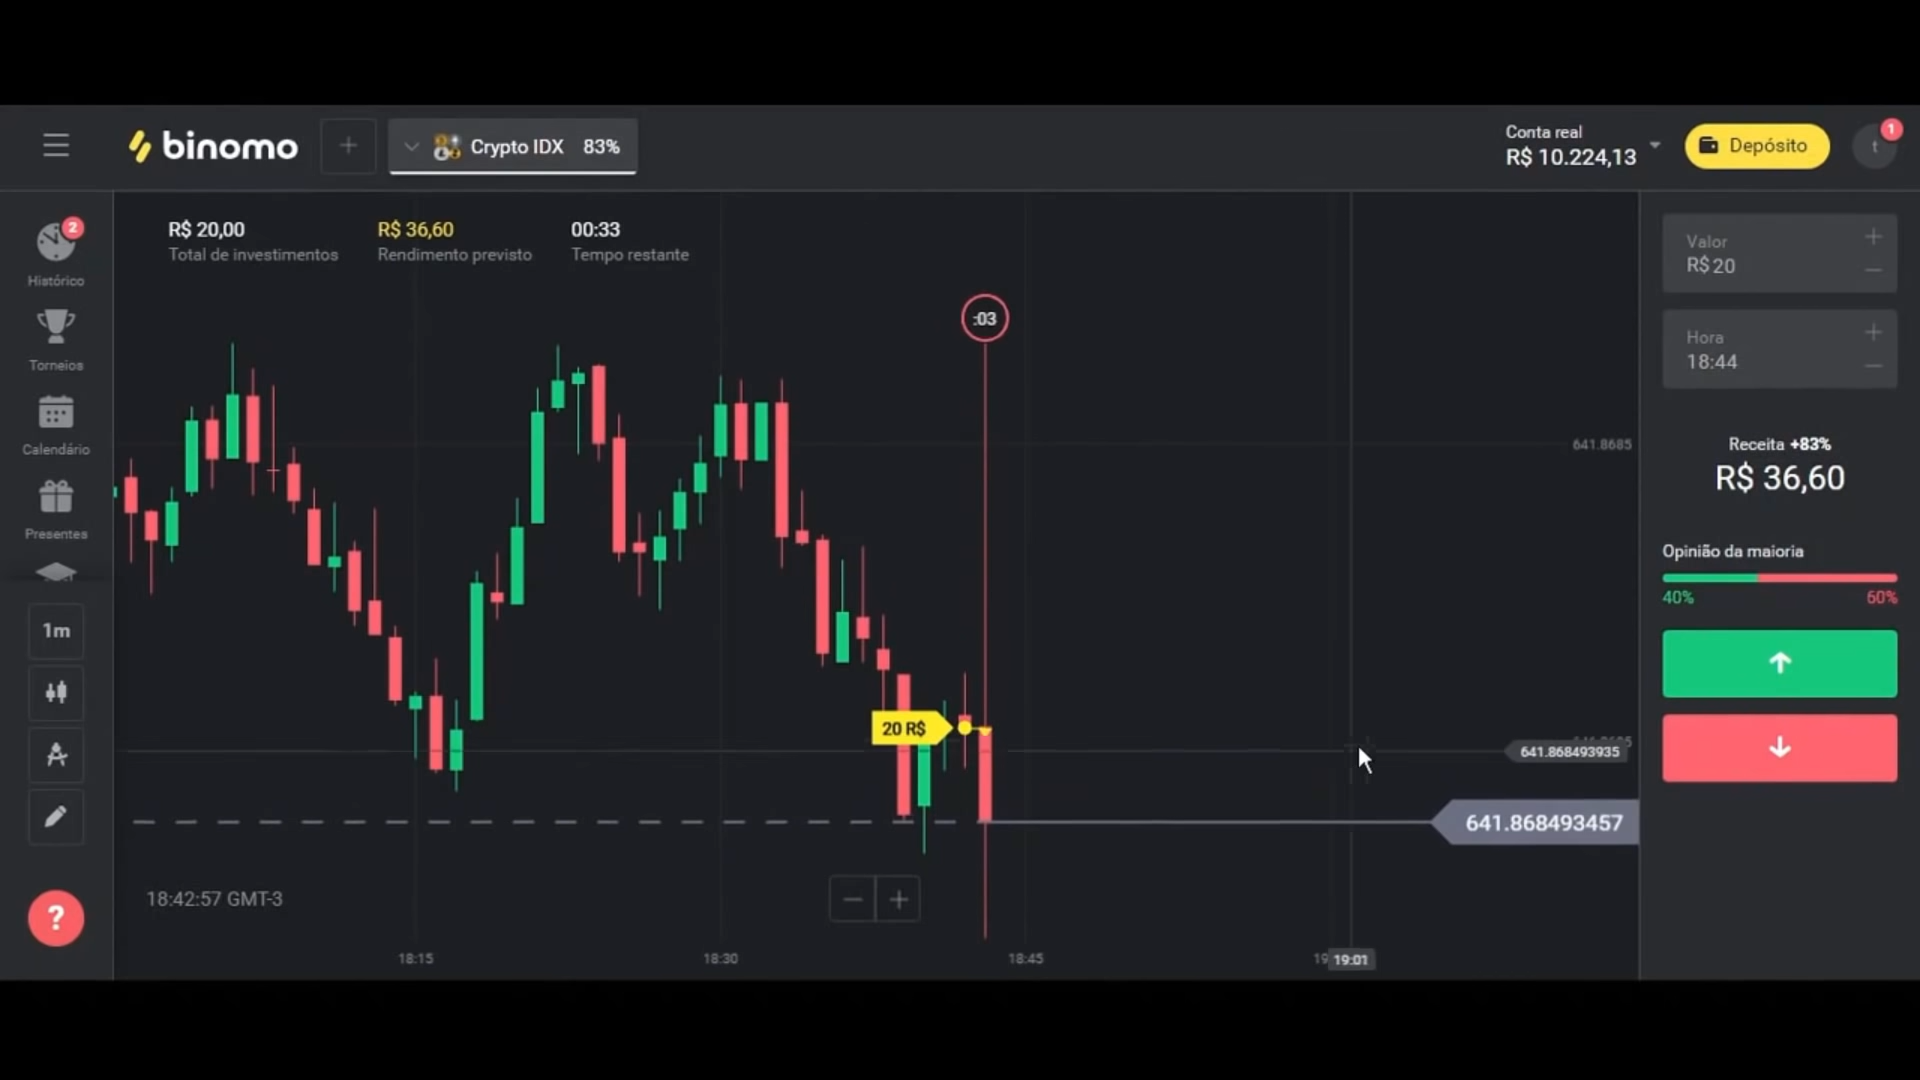 binomo
Crypto IDX 83%
Conta real
R$ 10.224,13
Depósito
t
1
2
Histórico
Torneios
Calendário
Presentes
1m
?
R$ 20,00
Total de investimentos
R$ 36,60
Rendimento previsto
00:33
Tempo restante
:03
641.8685
20 R$
641.868493935
641.868493457
18:42:57 GMT-3
18:15
18:30
18:45
19:01
Valor
R$ 20
Hora
18:44
Receita +83%
R$ 36,60
Opinião da maioria
40%
60%